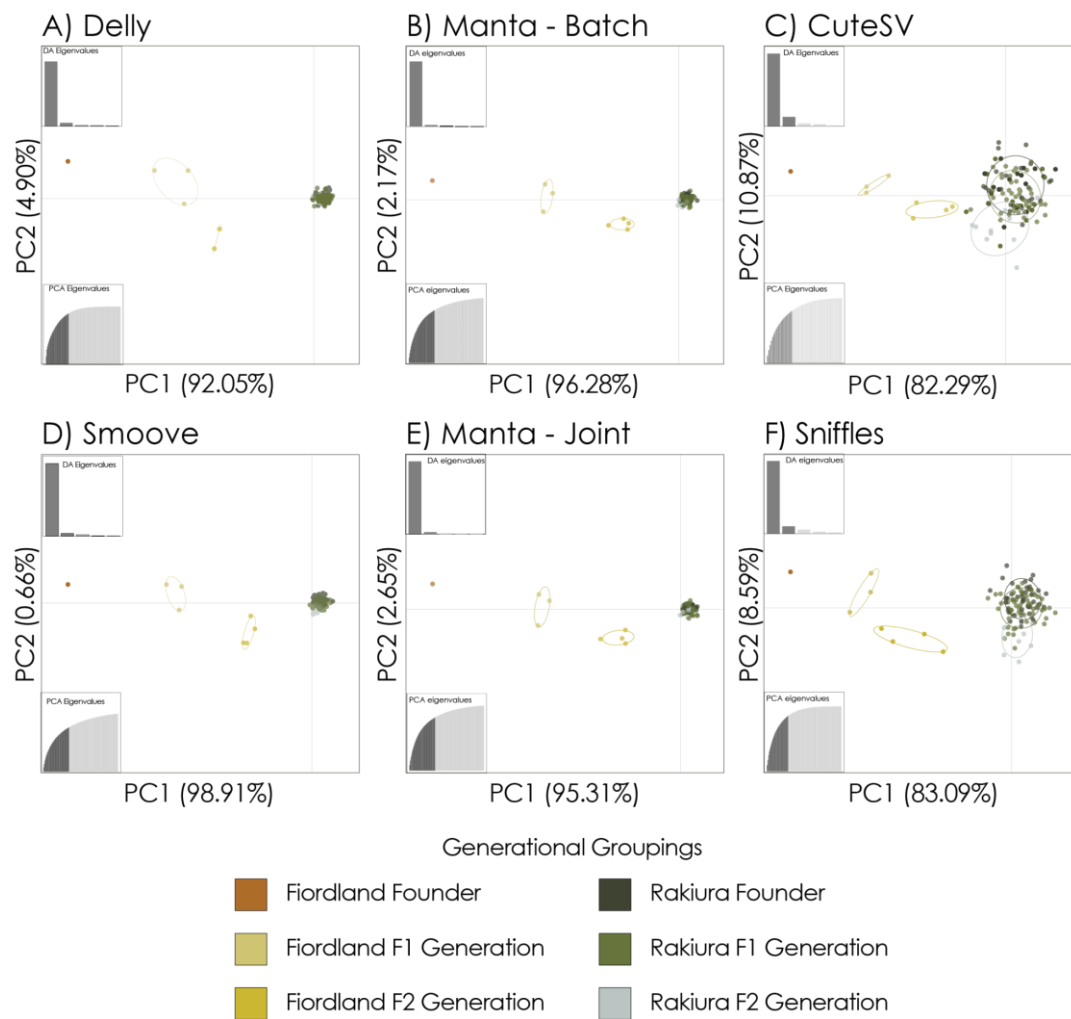 A) Delly
DA Eigenvalues
PC2 (4.90%)
PCA Eigenvalues
PC1 (92.05%)
B) Manta - Batch
DA eigenvalues
PC2 (2.17%)
PCA eigenvalues
PC1 (96.28%)
C) CuteSV
DA eigenvalues
PC2 (10.87%)
PCA Eigenvalues
PC1 (82.29%)
D) Smoove
DA Eigenvalues
PC2 (0.66%)
PCA Eigenvalues
PC1 (98.91%)
E) Manta - Joint
DA eigenvalues
PC2 (2.65%)
PCA eigenvalues
PC1 (95.31%)
F) Sniffles
DA eigenvalues
PC2 (8.59%)
PCA eigenvalues
PC1 (83.09%)
Generational Groupings
Fiordland Founder
Rakiura Founder
Fiordland F1 Generation
Rakiura F1 Generation
Fiordland F2 Generation
Rakiura F2 Generation